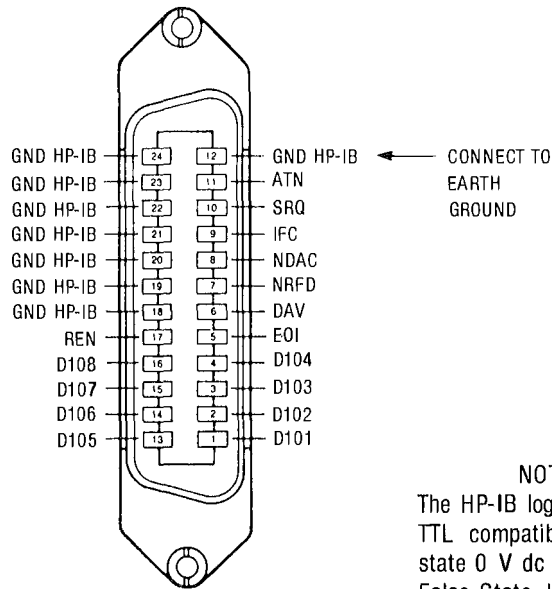 GND HP-IB 24 12 GND HP-IB CONNECT TO
GND HP-IB 23 11 ATN EARTH
GND HP-IB 22 10 SRQ GROUND
GND HP-IB 21 9 IFC
GND HP-IB 20 8 NDAC
GND HP-IB 19 7 NRFD
GND HP-IB 18 6 DAV
REN 17 5 EOI
D108 16 4 D104
D107 15 3 D103
D106 14 2 D102
D105 13 1 D101
The HP-IB
TTL
state 0 V dc